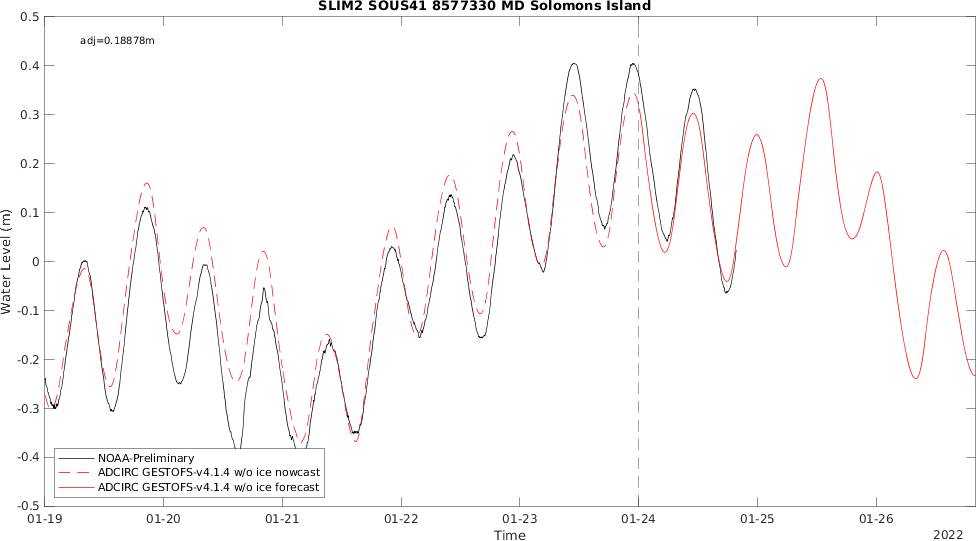 SLIM2 SOUS41 8577330 MD Solomons Island
adj=0.18878m
0.5
0.4
0.3
0.2
0.1
0
-0.1
-0.2
-0.3
-0.4
-0.5
Water Level (m)
NOAA-Preliminary
ADCIRC GESTOFS-v4.1.4 w/o ice nowcast
ADCIRC GESTOFS-v4.1.4 w/o ice forecast
01-19 01-20 01-21 01-22 01-23 01-24 01-25 01-26
Time
2022